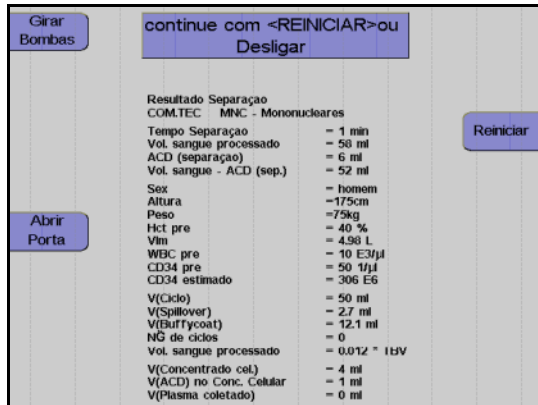 Girar
Bombas
continue com <REINICIAR>ou
Desligar
Resultado Separaçao
COM.TEC MNC - Mononucleares
Tempo Separaçao = 1 min
Vol. sangue processado = 58 ml
ACD (separaçao) = 6 ml
Vol. sangue - ACD (sep.) = 52 ml
Reiniciar
Sex = homem
Altura =175cm
Peso =75kg
Hct pre = 40 %
Vlm = 4.98 L
WBC pre = 10 E3/µl
CD34 pre = 50 1/µl
CD34 estimado = 306 E6
Abrir
Porta
V(Ciclo) = 50 ml
V(Spillover) = 2.7 ml
V(Buffycoat) = 12.1 ml
NG̈ de ciclos = 0
Vol. sangue processado = 0.012 * TBV
V(Concentrado cel.) = 4 ml
V(ACD) no Conc. Celular = 1 ml
V(Plasma coletado) = 0 ml